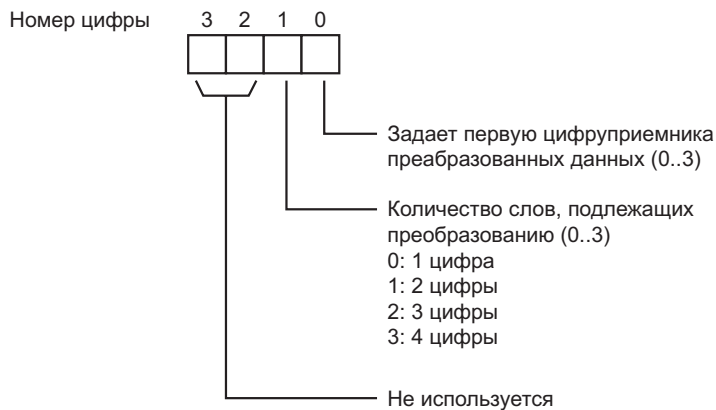 Номер цифры 3 2 1 0
Задает первую цифруприемника
преабразованных данных (0..3)
Количество слов, подлежащих
преобразованию (0..3)
0: 1 цифра
1: 2 цифры
2: 3 цифры
3: 4 цифры
Не используется